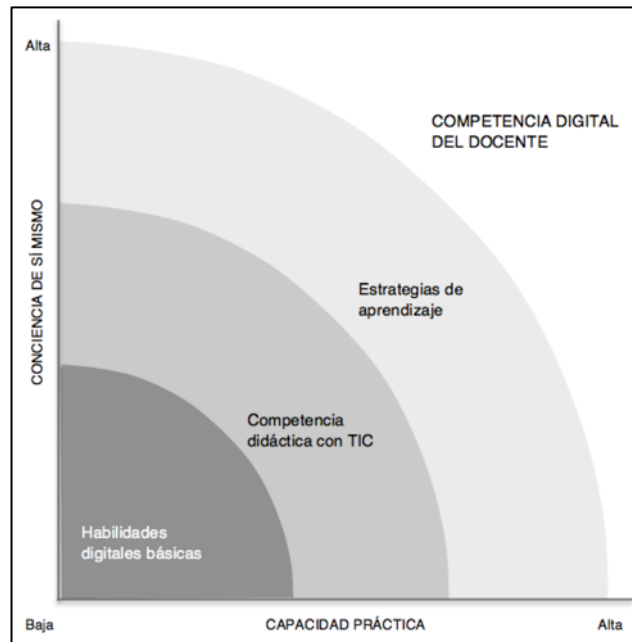 Alta
COMPETENCIA DIGITAL
DEL DOCENTE
CONCIENCIA DE SÍ MISMO
Estrategias de
aprendizaje
Competencia
didáctica con TIC
Habilidades
digitales básicas
Baja
CAPACIDAD PRÁCTICA
Alta